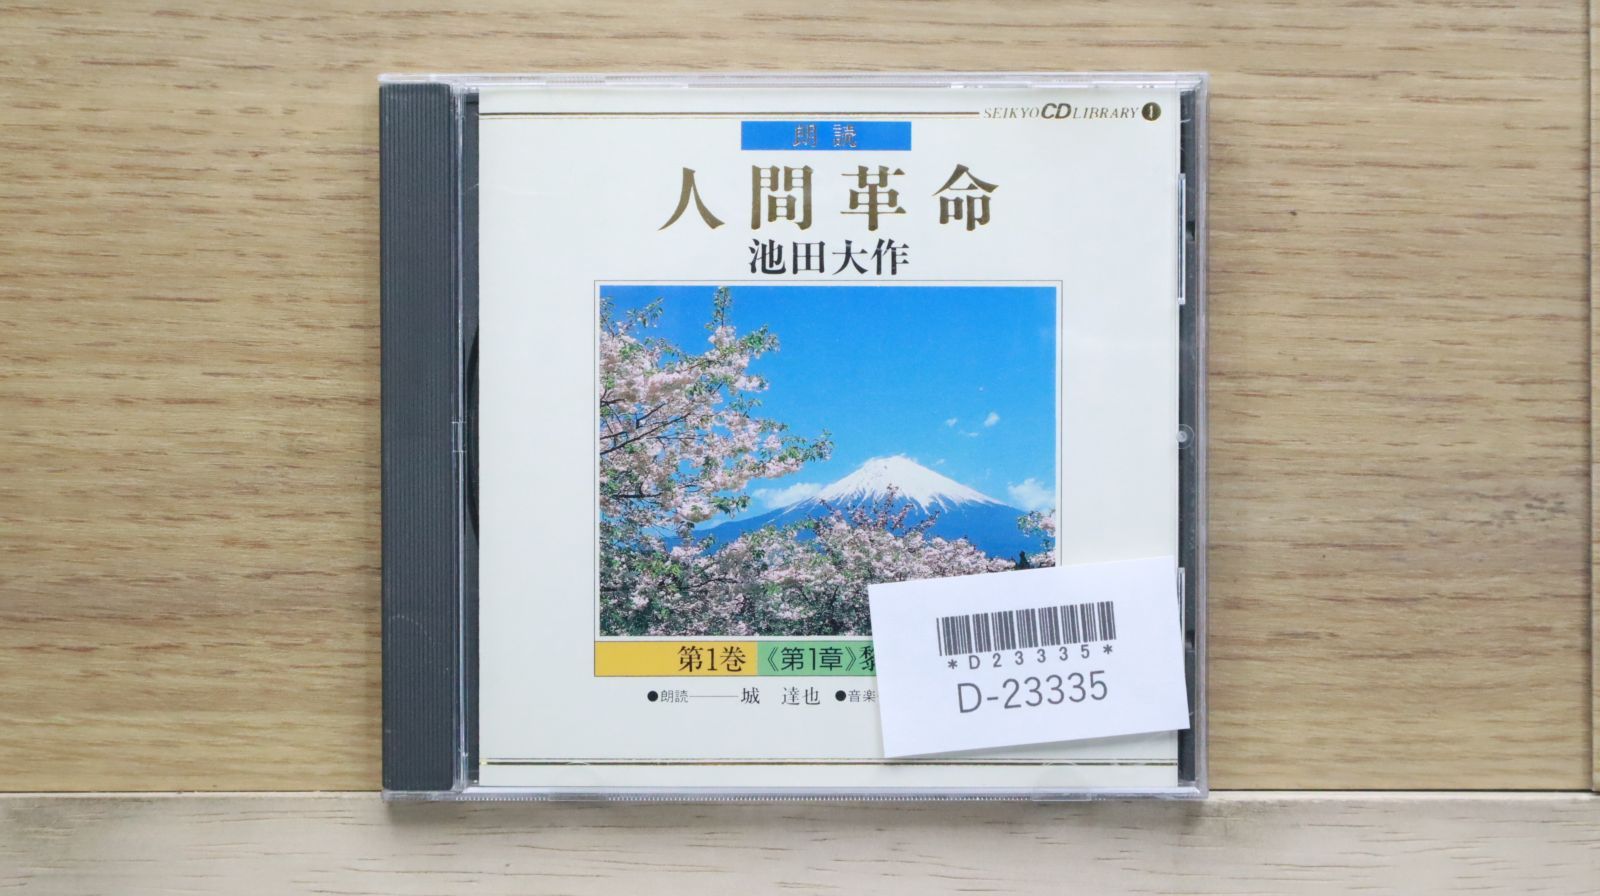 SEIKYO CD LIBRARY 1
朗読
人間革命
池田大作
第1巻 《第1章》黎
●朗読――城 達也 ●音楽
*D23335*
D-23335